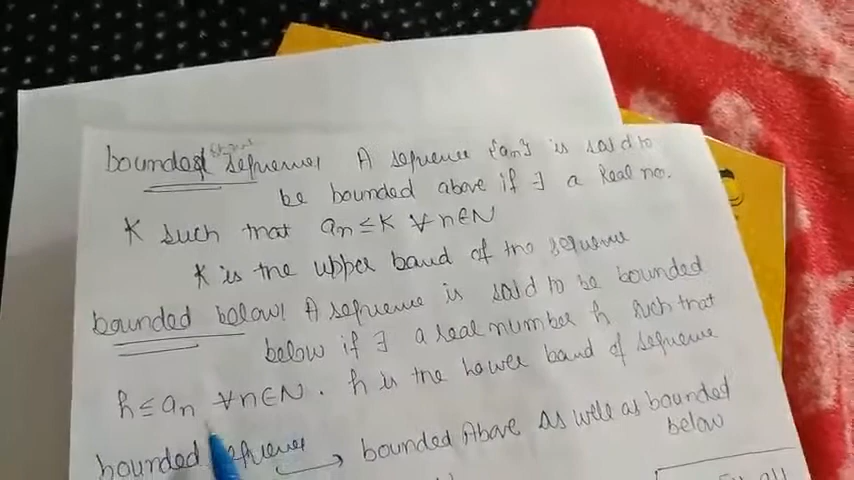 bounded sequence, A sequence {an} is said to
be bounded above if ∃ a Real no.
K such that an ≤ K ∀ n ∈ N
K is the upper band of the sequence
bounded below! A sequence is said to be bounded
below if ∃ a real number h such that
h ≤ an ∀ n ∈ N . h is the lower band of sequence
bounded sequence → bounded Above as well as bounded
below